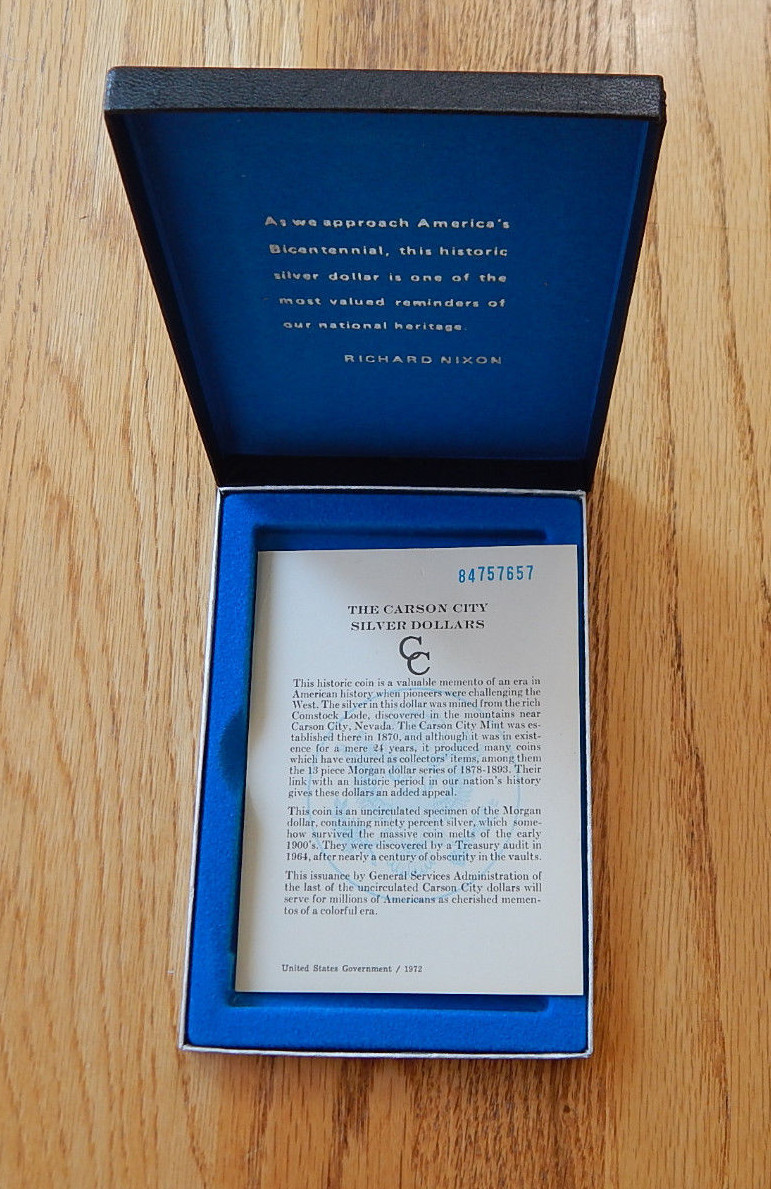 As we approach America's
Bicentennial, this historic
silver dollar is one of the
most valued reminders of
our national heritage.
RICHARD NIXON
84757657
THE CARSON CITY
SILVER DOLLARS
CC
This historic coin is a valuable memento of an era in
American history when pioneers were challenging the
West. The silver in this dollar was mined from the rich
Comstock Lode, discovered in the mountains near
Carson City, Nevada. The Carson City Mint was es-
tablished there in 1870, and although it was in exist-
ence for a mere 24 years, it produced many coins
which have endured as collectors' items, among them
the 13 piece Morgan dollar series of 1878-1893. Their
link with an historic period in our nation's history
gives these dollars an added appeal.
This coin is an uncirculated specimen of the Morgan
dollar, containing ninety percent silver, which some-
how survived the massive coin melts of the early
1900's. They were discovered by a Treasury audit in
1964, after nearly a century of obscurity in the vaults.
This issuance by General Services Administration of
the last of the uncirculated Carson City dollars will
serve for millions of Americans as cherished memen-
tos of a colorful era.
United States Government / 1972